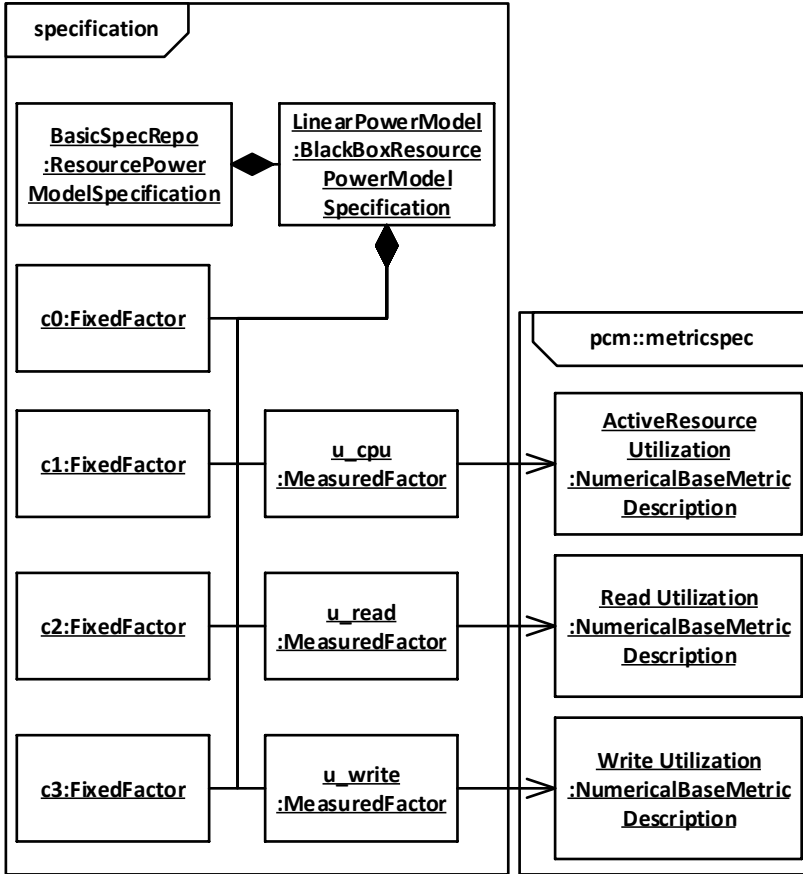 specification
BasicSpecRepo
:ResourcePower
ModelSpecification
LinearPowerModel
:BlackBoxResource
PowerModel
Specification
c0:FixedFactor
pcm::metricspec
c1:FixedFactor
u_cpu
:MeasuredFactor
ActiveResource
Utilization
:NumericalBaseMetric
Description
c2:FixedFactor
u_read
:MeasuredFactor
Read Utilization
:NumericalBaseMetric
Description
c3:FixedFactor
u_write
:MeasuredFactor
Write Utilization
:NumericalBaseMetric
Description